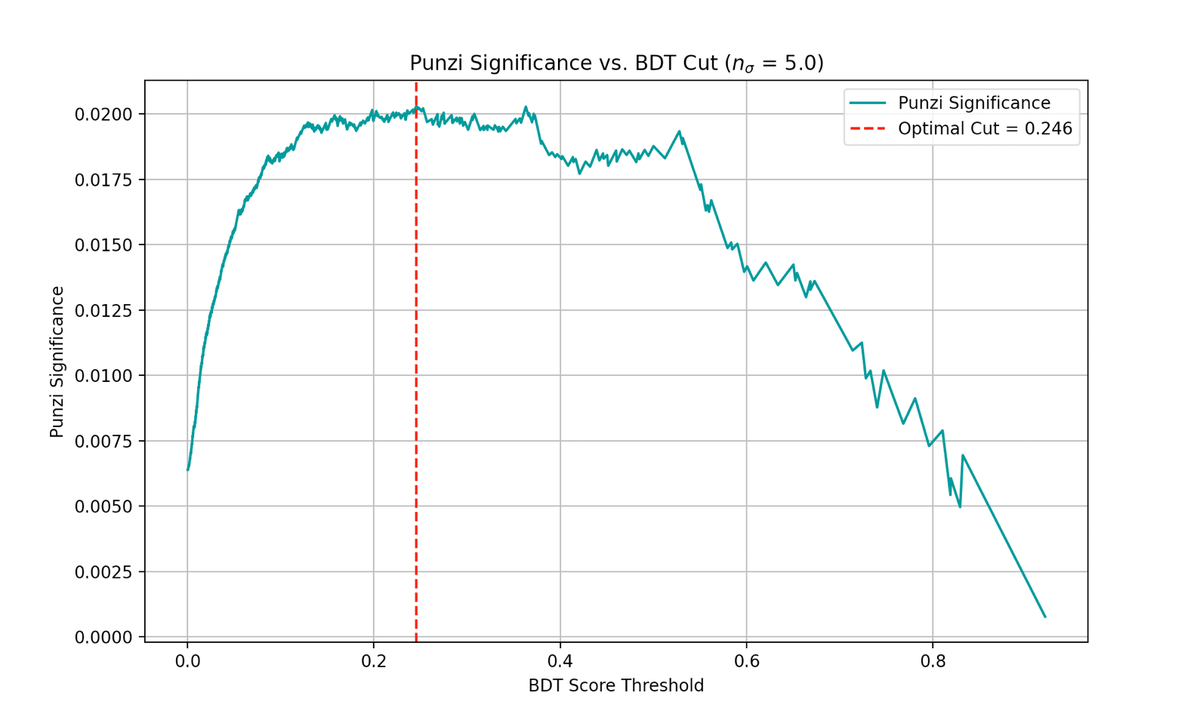 Punzi Significance vs. BDT Cut (nσ = 5.0)
Punzi Significance
Optimal Cut = 0.246
Punzi Significance
0.0200
0.0175
0.0150
0.0125
0.0100
0.0075
0.0050
0.0025
0.0000
0.0 0.2 0.4 0.6 0.8
BDT Score Threshold